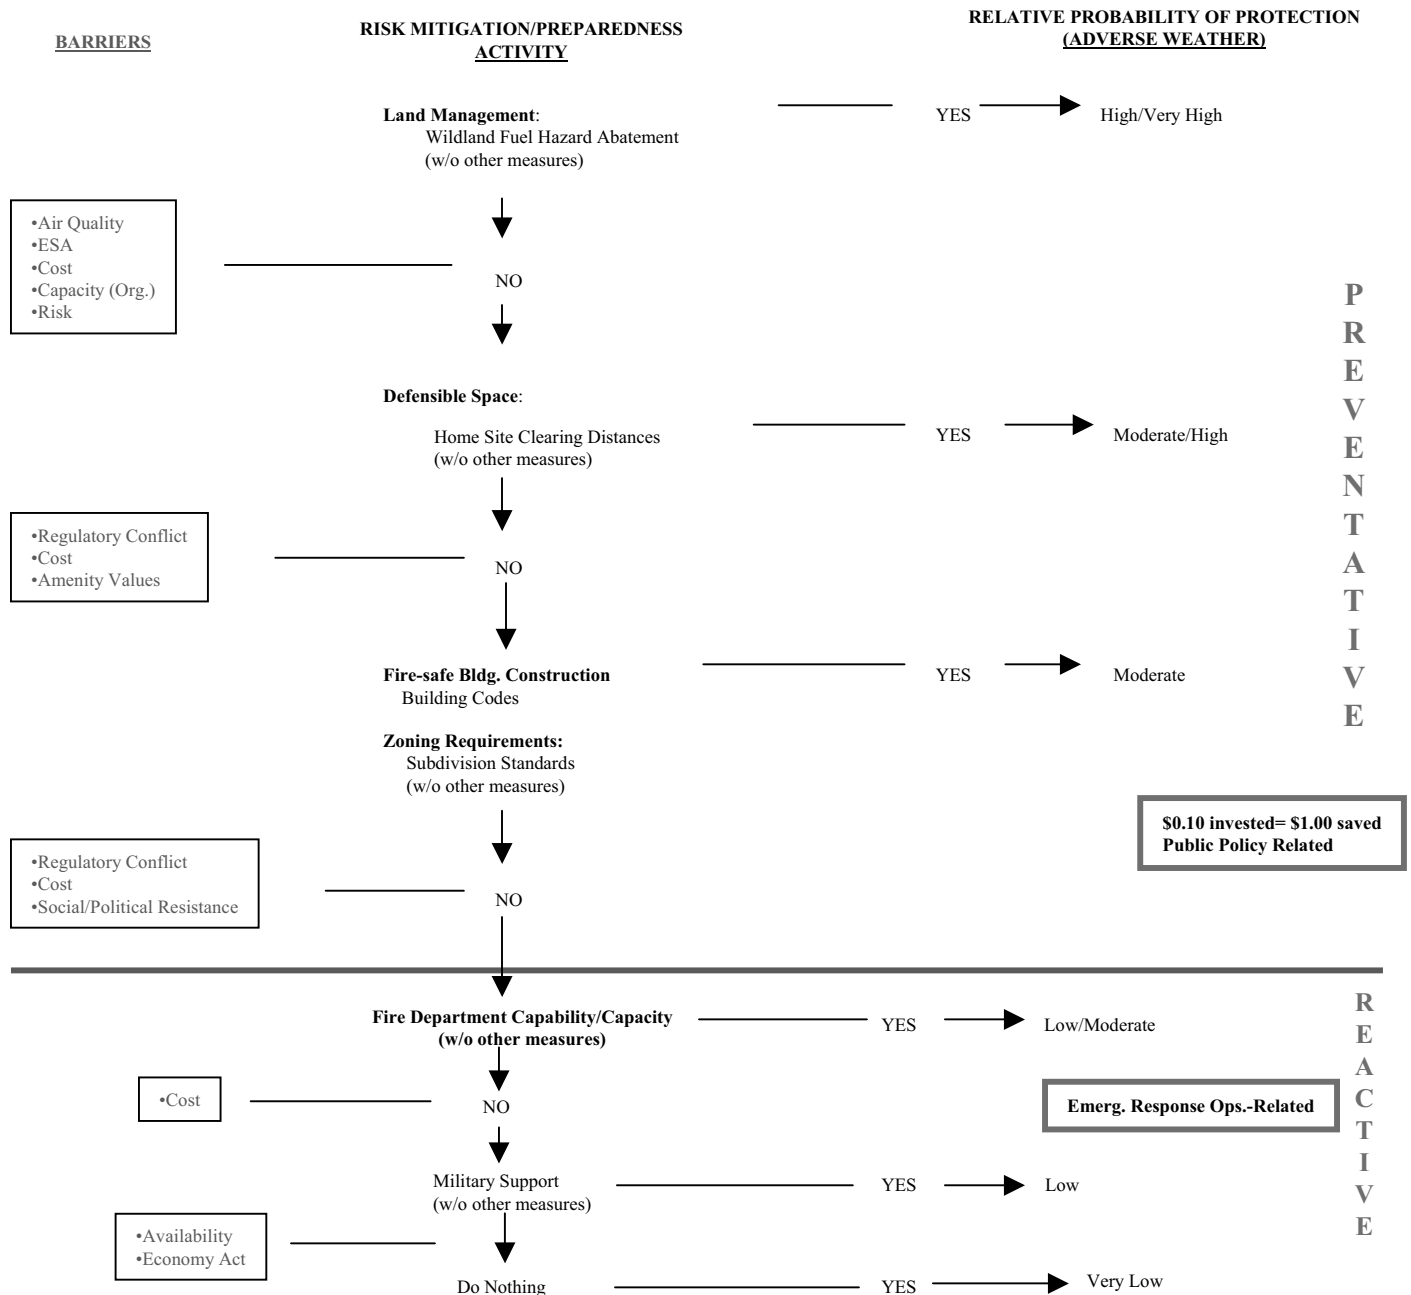 BARRIERS
RISK MITIGATION/PREPAREDNESS
ACTIVITY
RELATIVE PROBABILITY OF PROTECTION
(ADVERSE WEATHER)
Land Management:
Wildland Fuel Hazard Abatement
(w/o other measures)
YES
High/Very High
•Air Quality
•ESA
•Cost
•Capacity (Org.)
•Risk
NO
Defensible Space:
Home Site Clearing Distances
(w/o other measures)
YES
Moderate/High
•Regulatory Conflict
•Cost
•Amenity Values
NO
Fire-safe Bldg. Construction
Building Codes
YES
Moderate
Zoning Requirements:
Subdivision Standards
(w/o other measures)
P
R
E
V
E
N
T
A
T
I
V
E
$0.10 invested= $1.00 saved
Public Policy Related
•Regulatory Conflict
•Cost
•Social/Political Resistance
NO
Fire Department Capability/Capacity
(w/o other measures)
YES
Low/Moderate
•Cost
NO
Emerg. Response Ops.-Related
Military Support
(w/o other measures)
YES
Low
•Availability
•Economy Act
Do Nothing
YES
Very Low
R
E
A
C
T
I
V
E